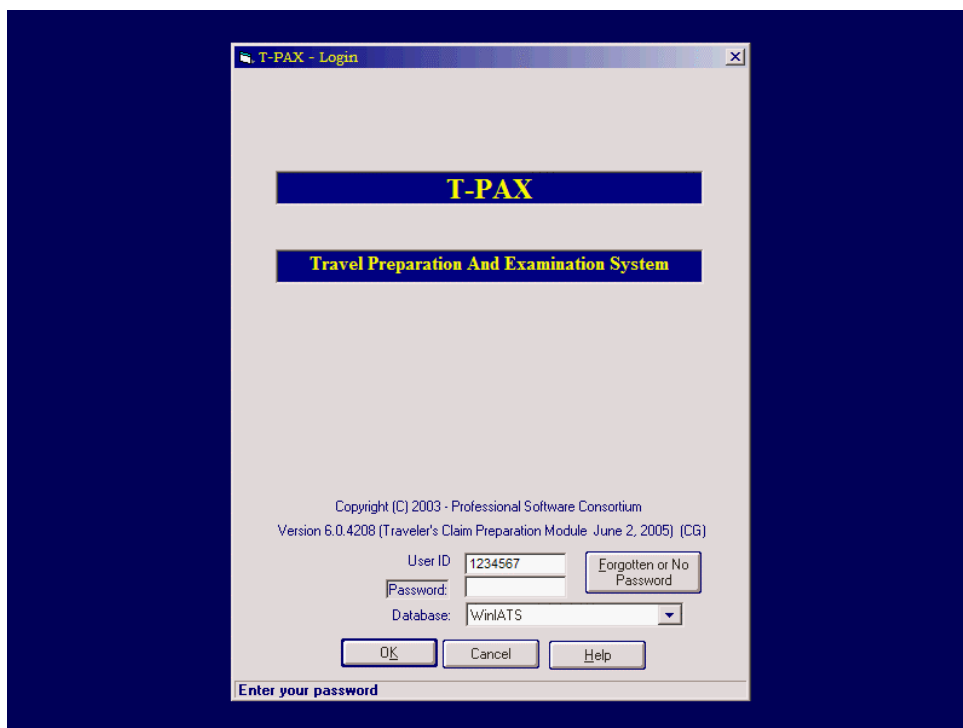 T-PAX - Login
T-PAX
Travel Preparation And Examination System
Copyright (C) 2003 - Professional Software Consortium
Version 6.0.4208 (Traveler's Claim Preparation Module  June 2, 2005)  (CG)
User ID 1234567
Forgotten or No
Password
Password:
Database: WinIATS
OK Cancel Help
Enter your password